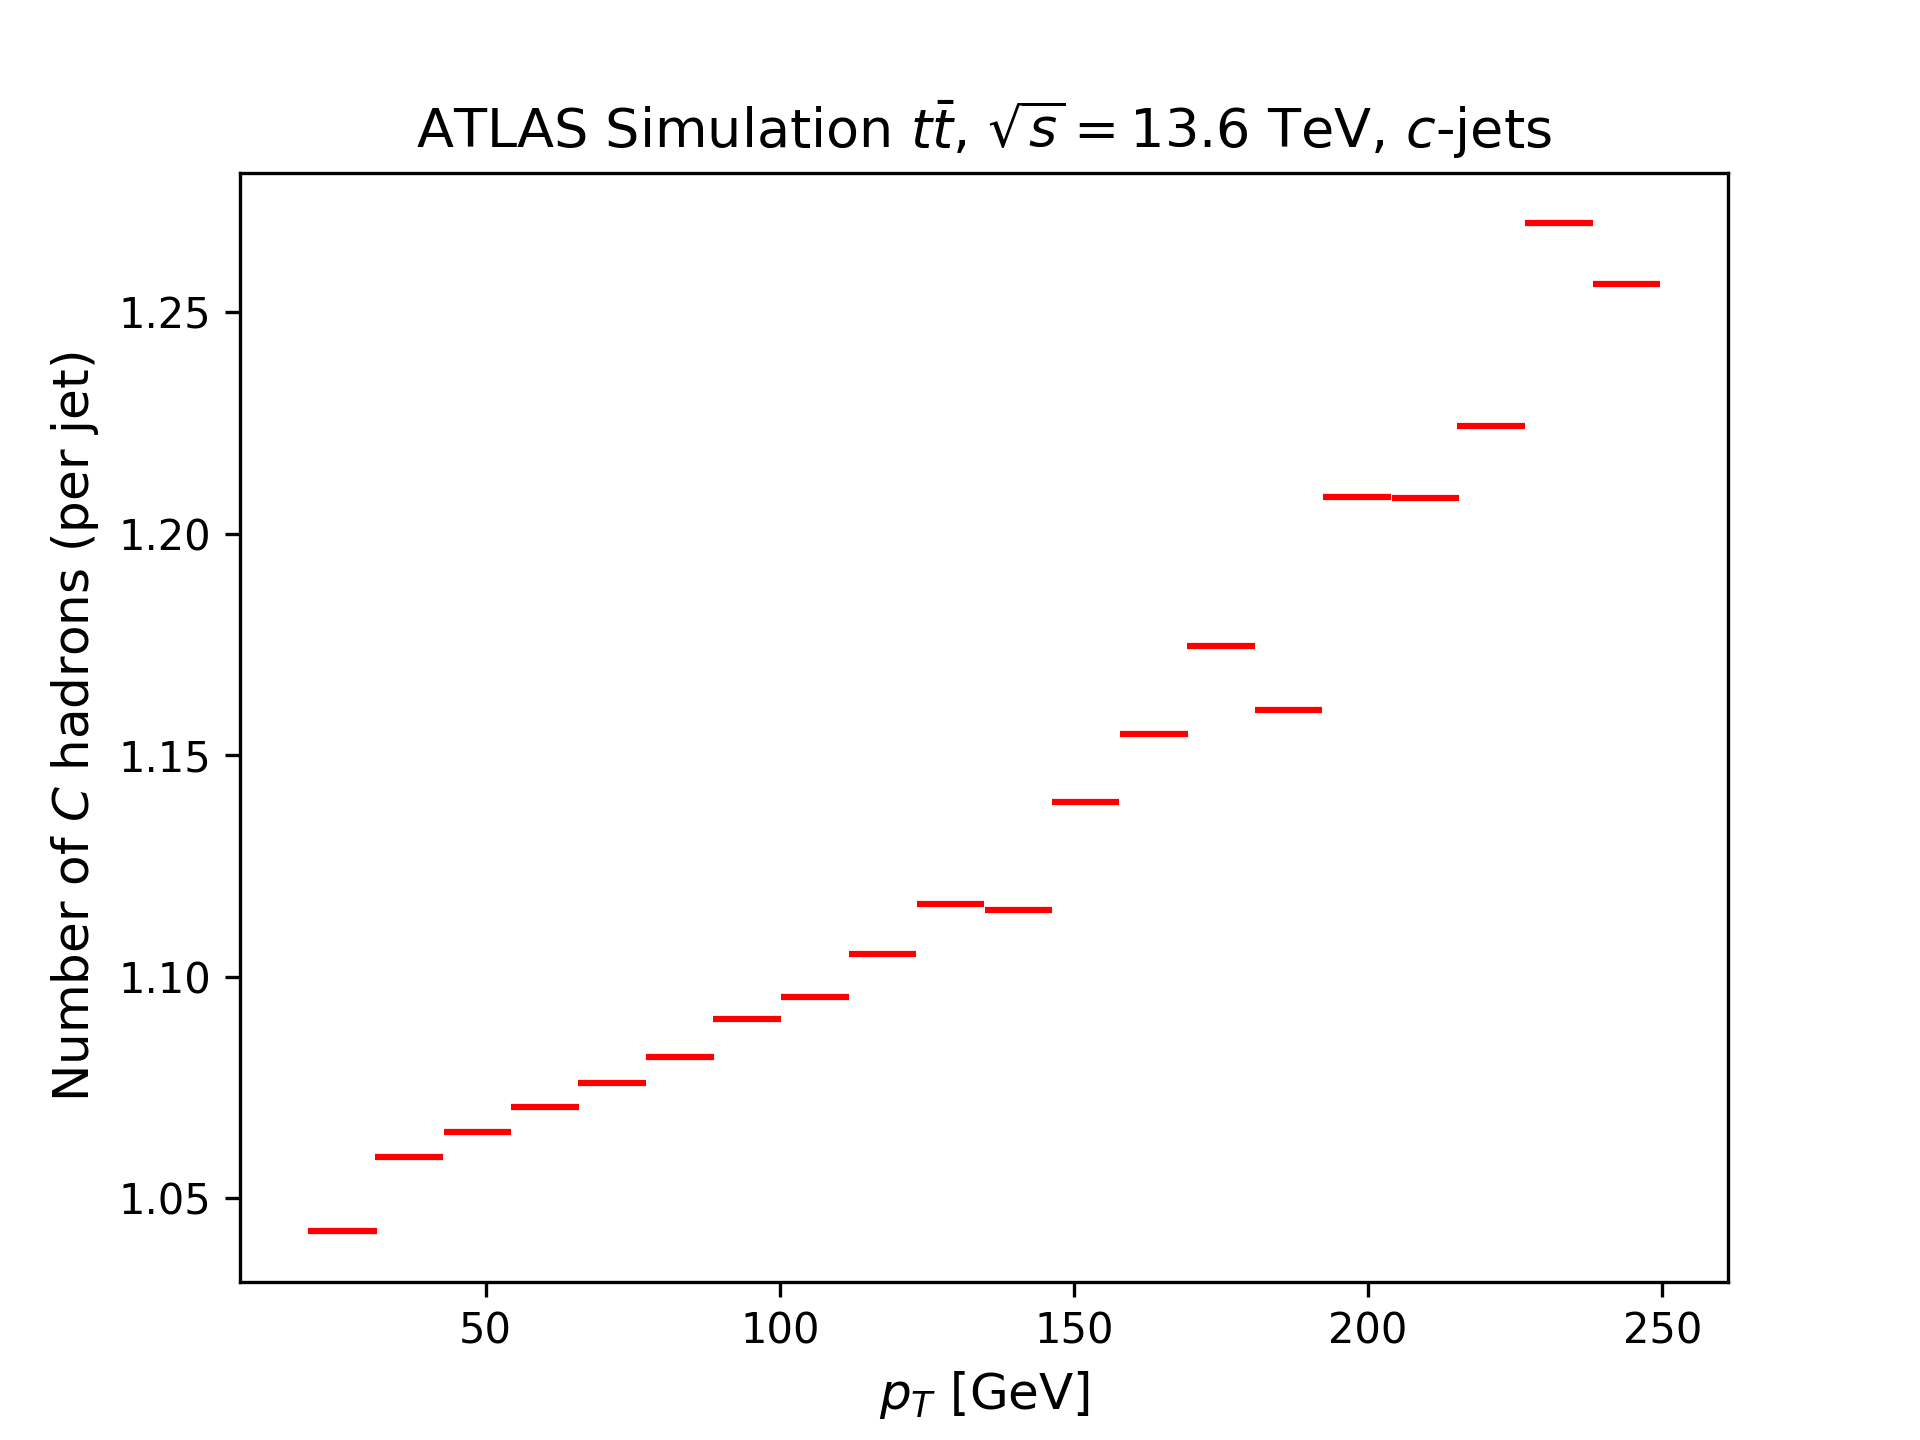 ATLAS Simulation tt̄, √s = 13.6 TeV, c-jets
Number of C hadrons (per jet)
1.25
1.20
1.15
1.10
1.05
50 100 150 200 250
p_T [GeV]